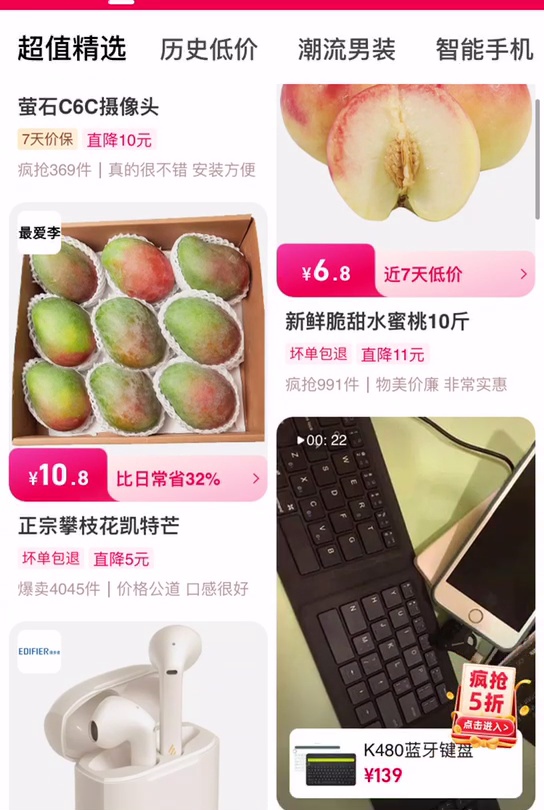 超值精选
历史低价
潮流男装
智能手机
萤石C6C摄像头
7天价保 直降10元
疯抢369件｜真的很不错 安装方便
最爱李
¥10.8 比日常省32% >
正宗攀枝花凯特芒
坏单包退 直降5元
爆卖4045件｜价格公道 口感很好
EDIFIER
¥6.8 近7天低价 >
新鲜脆甜水蜜桃10斤
坏单包退 直降11元
疯抢991件｜物美价廉 非常实惠
00: 22
疯抢
5折
点击进入>
K480蓝牙键盘
¥139